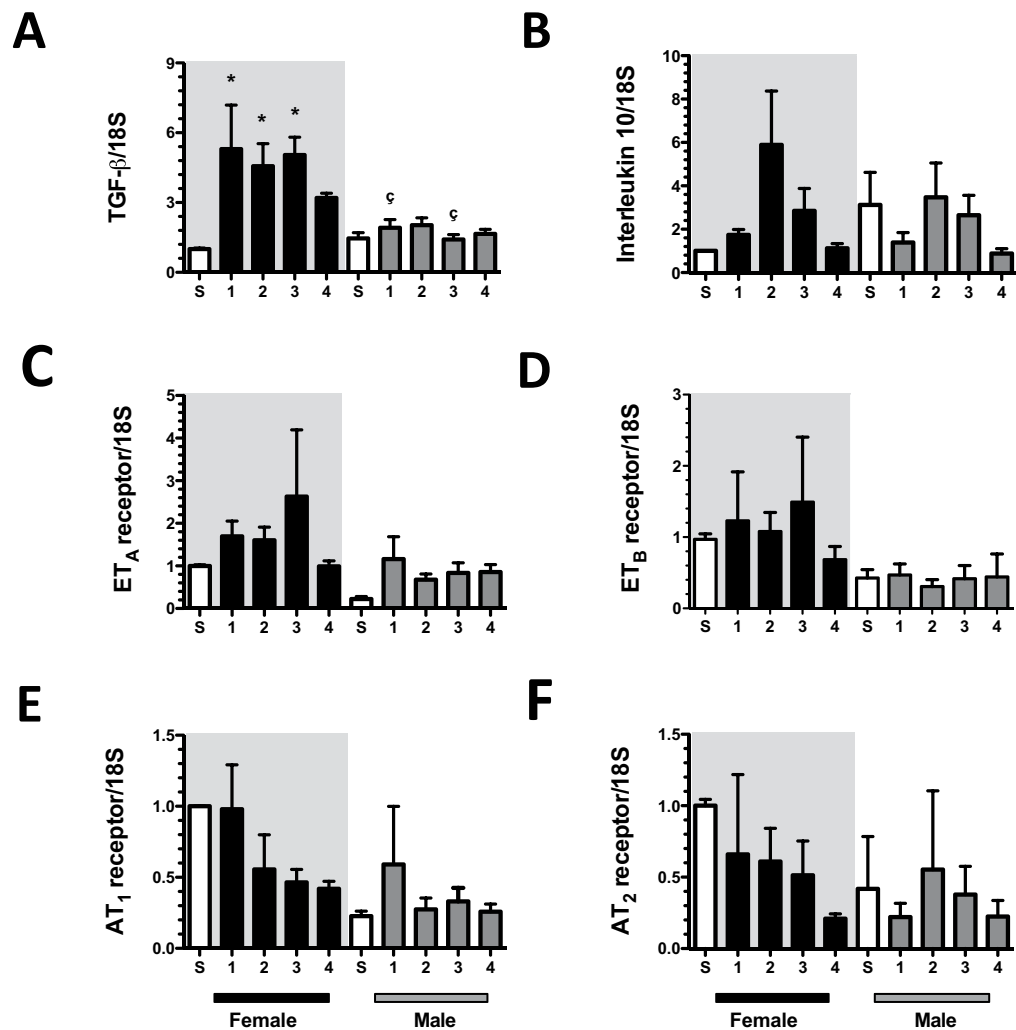 A
B
TGF-β/18S
9
6
3
0
*
*
*
ç
ç
S 1 2 3 4 S 1 2 3 4
Interleukin 10/18S
10
8
6
4
2
0
S 1 2 3 4 S 1 2 3 4
C
D
ETA receptor/18S
5
4
3
2
1
0
S 1 2 3 4 S 1 2 3 4
ETB receptor/18S
3
2
1
0
S 1 2 3 4 S 1 2 3 4
E
F
AT1 receptor/18S
1.5
1.0
0.5
0.0
S 1 2 3 4 S 1 2 3 4
Female Male
AT2 receptor/18S
1.5
1.0
0.5
0.0
S 1 2 3 4 S 1 2 3 4
Female Male